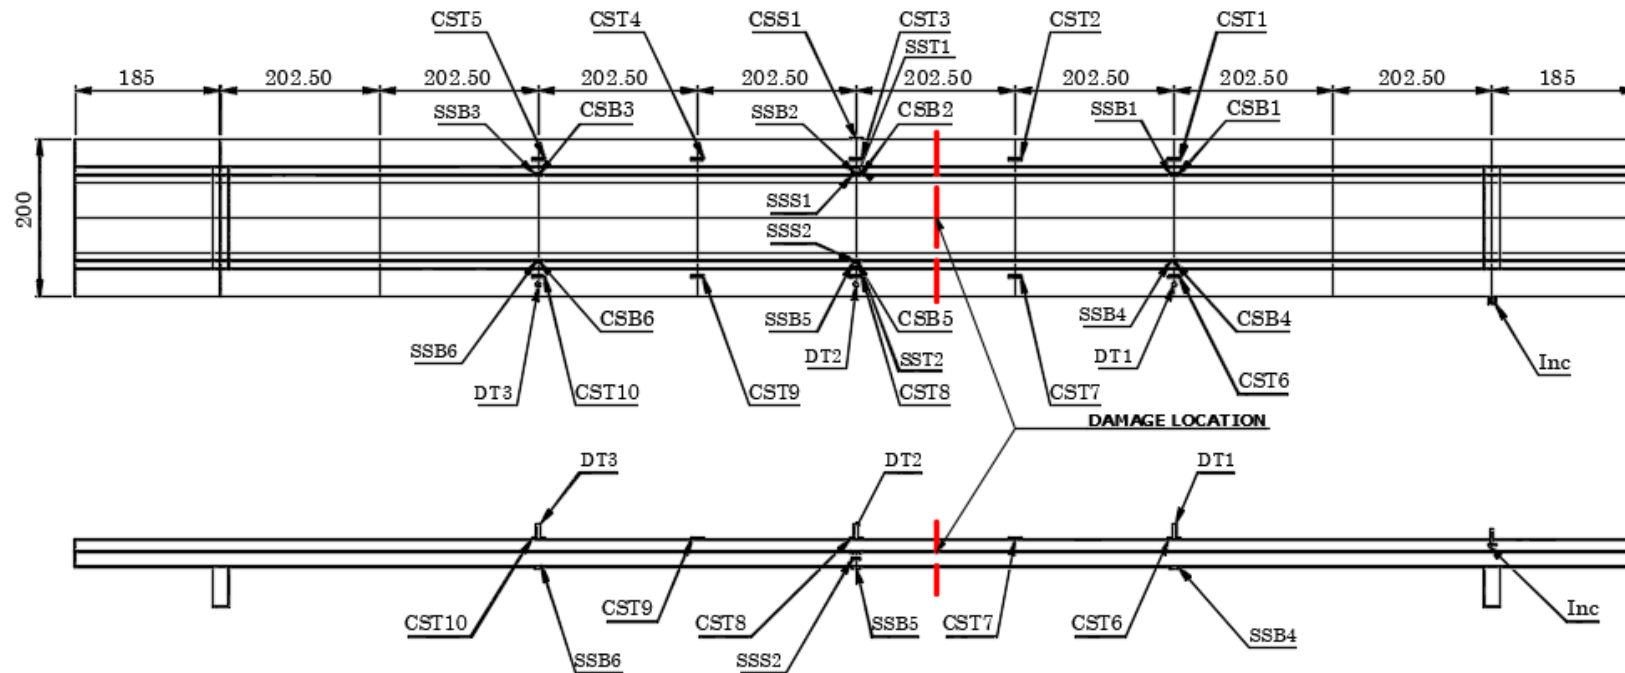 CST5 CST4 CSS1 CST3 CST2 CST1
SST1
185 202.50 202.50 202.50 202.50 202.50 202.50 202.50 202.50 185
SSB3 CSB3 SSB2 CSB2 SSB1 CSB1
200
SSS1
SSS2
SSB6 CSB6 SSB5 CSB5 SSB4 CSB4
DT2 SST2 DT1
Inc
DT3 CST10 CST9 CST8 CST7 CST6
DAMAGE LOCATION
DT3 DT2 DT1
CST10 CST9 CST8 SSB5 CST7 CST6 Inc
SSB6 SSS2 SSB4